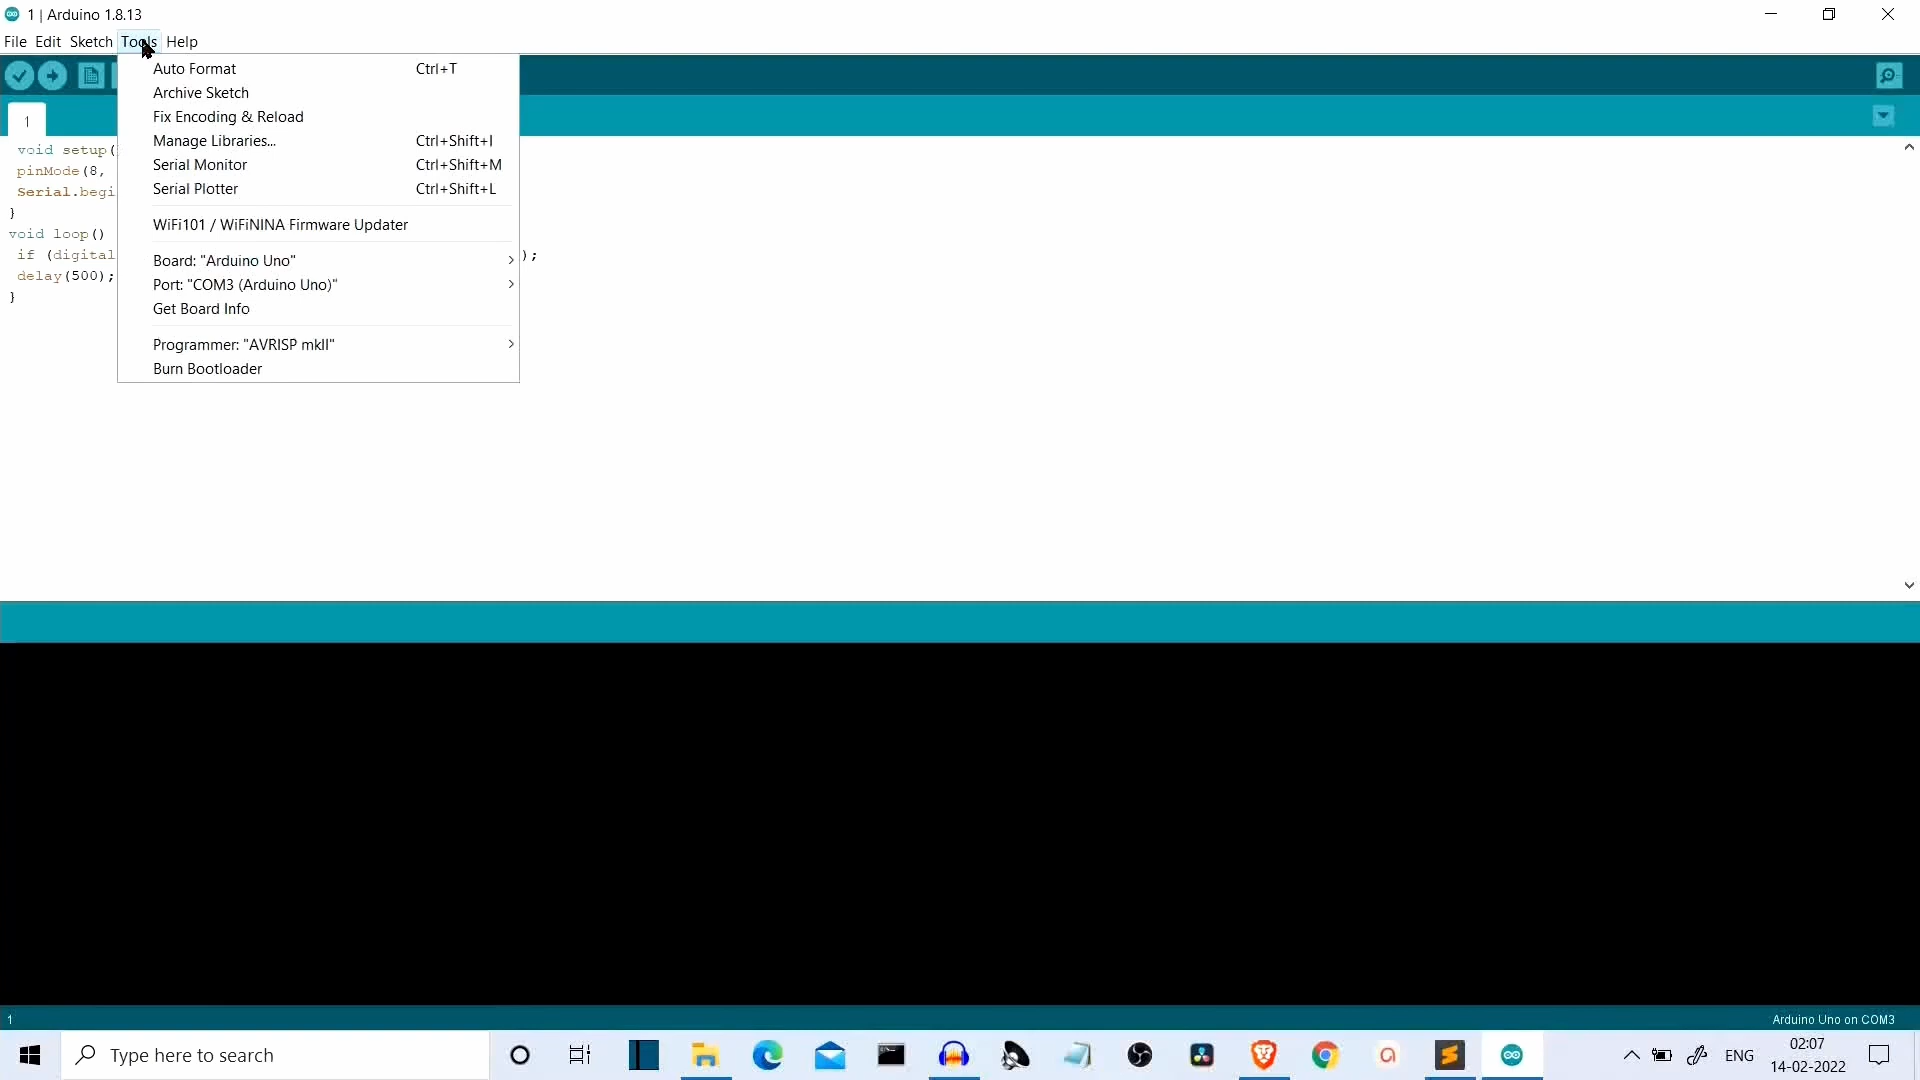 1 | Arduino 1.8.13
File Edit Sketch Tools Help
Auto Format Ctrl+T
Archive Sketch
Fix Encoding & Reload
Manage Libraries... Ctrl+Shift+I
Serial Monitor Ctrl+Shift+M
Serial Plotter Ctrl+Shift+L
WiFi101 / WiFiNINA Firmware Updater
Board: "Arduino Uno"
Port: "COM3 (Arduino Uno)"
Get Board Info
Programmer: "AVRISP mkII"
Burn Bootloader
1
void setup(
pinMode(8,
Serial.begi
}
void loop()
if (digital );
delay(500);
}
1 Arduino Uno on COM3
Type here to search
ENG
02:07
14-02-2022